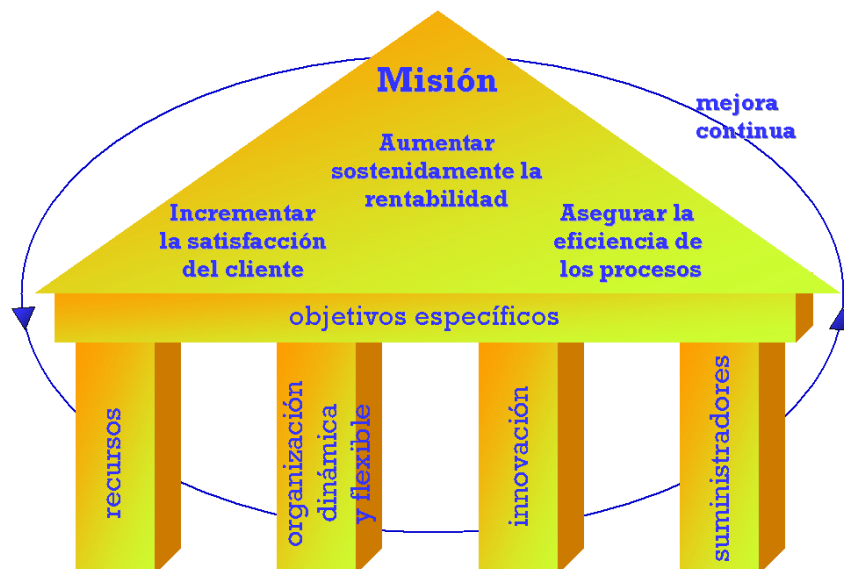 Misión
mejora
continua
Aumentar
sostenidamente la
rentabilidad
Incrementar
la satisfacción
del cliente
Asegurar la
eficiencia de
los procesos
objetivos específicos
recursos
organización
dinámica
y flexible
innovación
suministradores